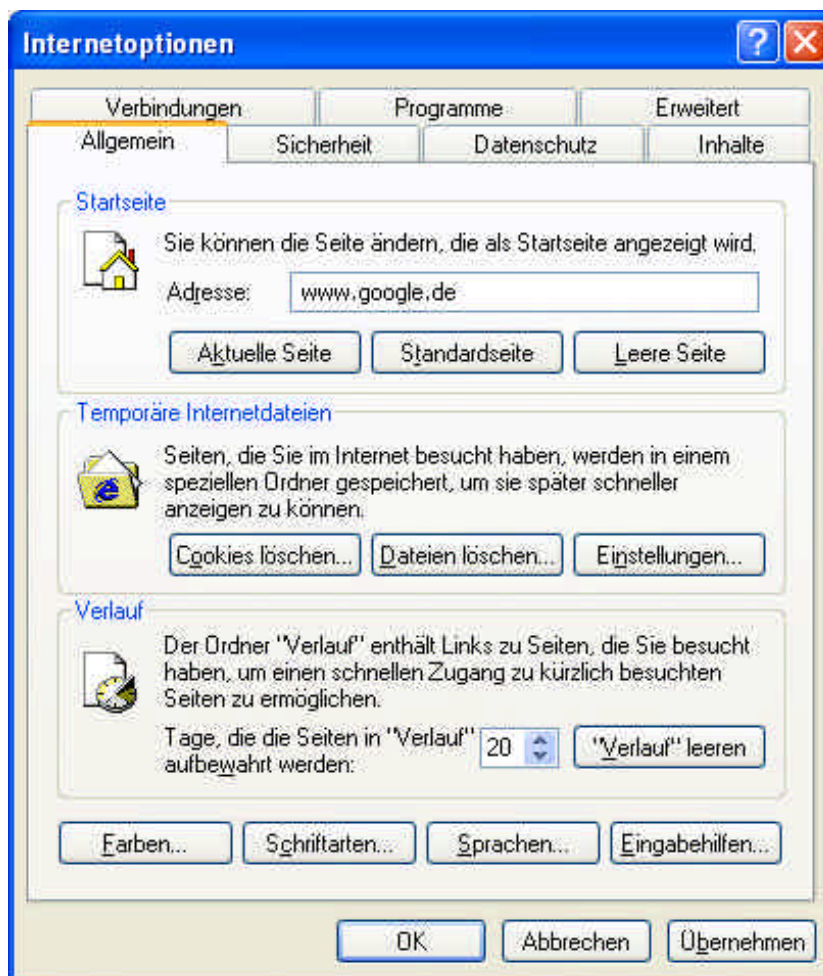 Internetoptionen
Verbindungen Programme Erweitert
Allgemein Sicherheit Datenschutz Inhalte
Startseite
Sie können die Seite ändern, die als Startseite angezeigt wird.
Adresse: www.google.de
Aktuelle Seite Standardseite Leere Seite
Temporäre Internetdateien
Seiten, die Sie im Internet besucht haben, werden in einem
speziellen Ordner gespeichert, um sie später schneller
anzeigen zu können.
Cookies löschen... Dateien löschen... Einstellungen...
Verlauf
Der Ordner "Verlauf" enthält Links zu Seiten, die Sie besucht
haben, um einen schnellen Zugang zu kürzlich besuchten
Seiten zu ermöglichen.
Tage, die die Seiten in "Verlauf"
aufbewahrt werden: 20 "Verlauf" leeren
Farben... Schriftarten... Sprachen... Eingabehilfen...
OK Abbrechen Übernehmen